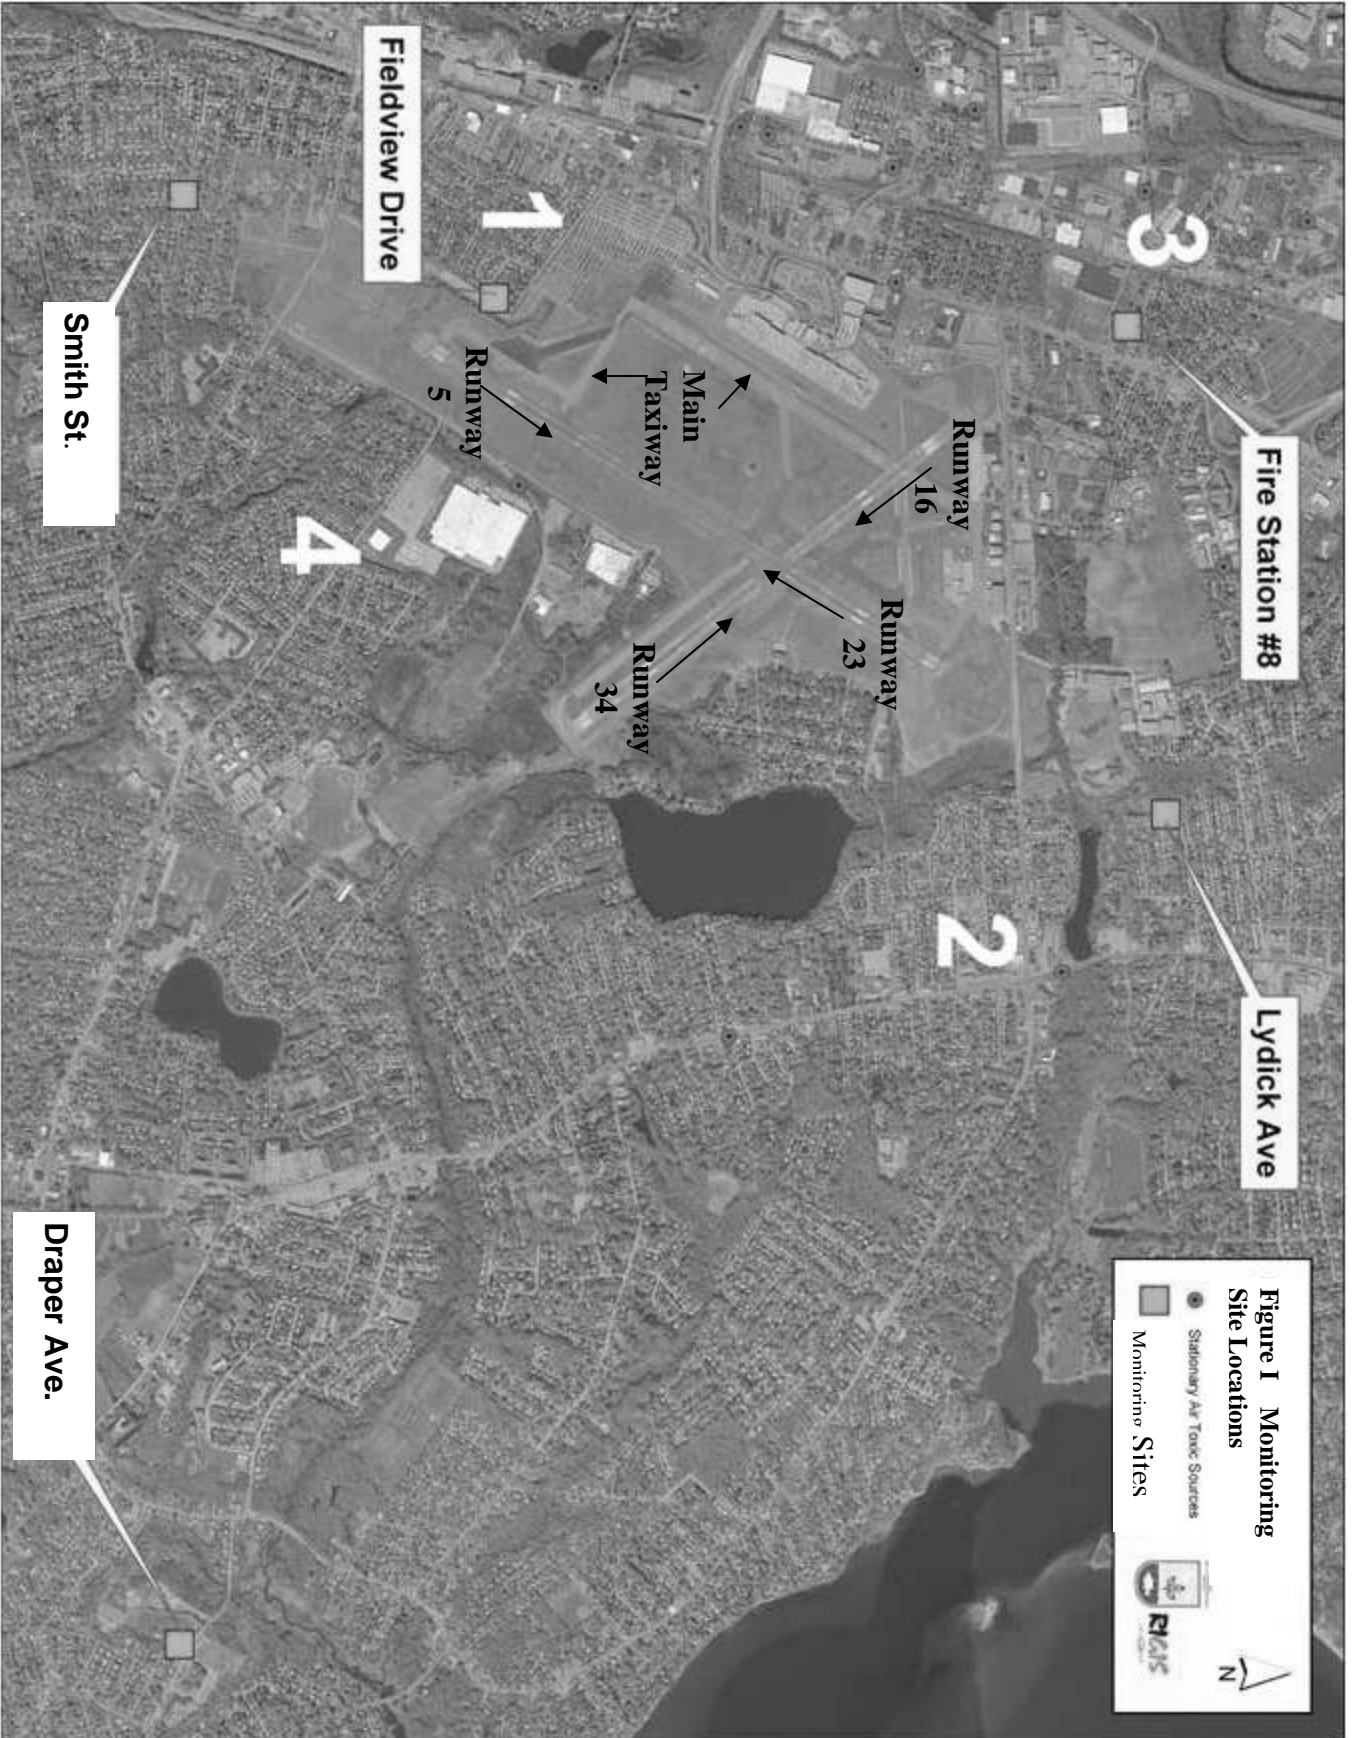 Figure I Monitoring
Site Locations
Stationary Air Toxic Sources
Monitoring Sites
RIGIS
N
3
Fire Station #8
Lydick Ave
2
1
Fieldview Drive
Main
Taxiway
Runway
16
Runway
23
Runway
5
Runway
34
4
Smith St.
Draper Ave.